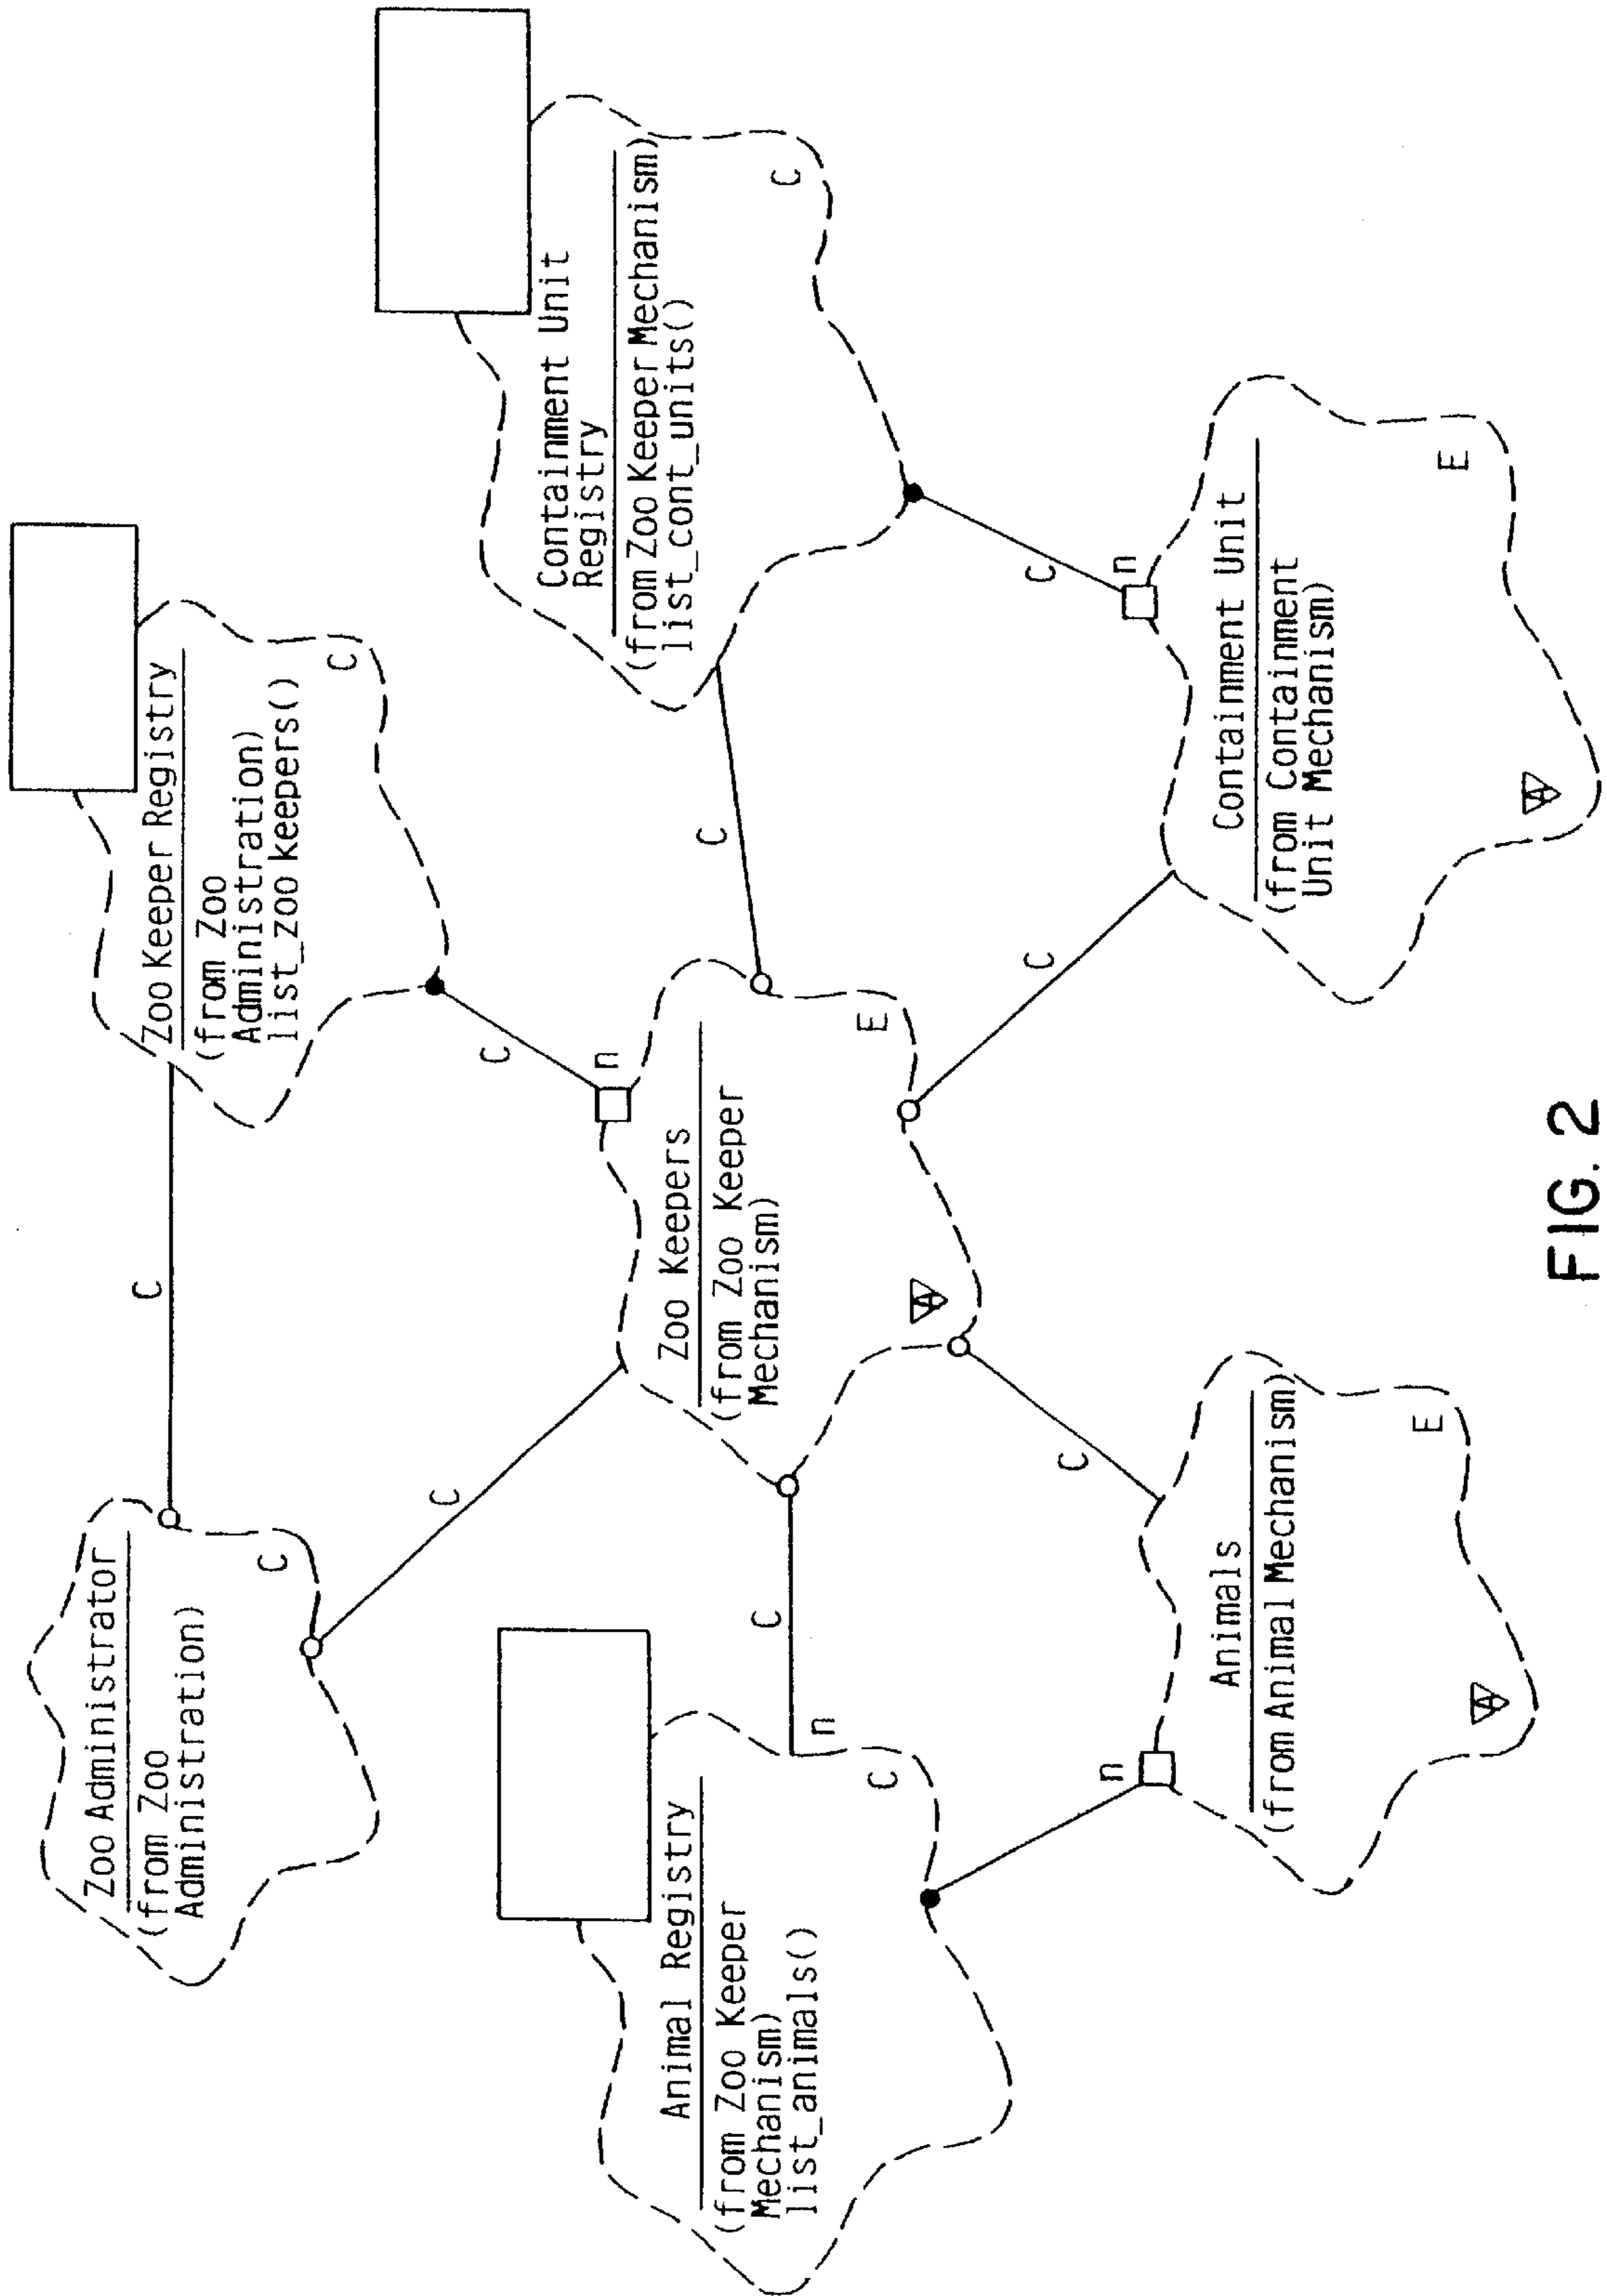 Zoo Administrator
(from Zoo
Administration)
C
C
Zoo Keeper Registry
(from Zoo
Administration)
list_zoo keepers()
C
C
C
n
Animal Registry
(from Zoo Keeper
Mechanism)
list_animals()
C
n
C
Zoo Keepers
(from Zoo Keeper
Mechanism)
E
A
C
Containment Unit
Registry
(from Zoo Keeper Mechanism)
list_cont_units()
C
C
n
C
C
n
Animals
(from Animal Mechanism)
E
A
Containment Unit
(from Containment
Unit Mechanism)
E
A
FIG. 2